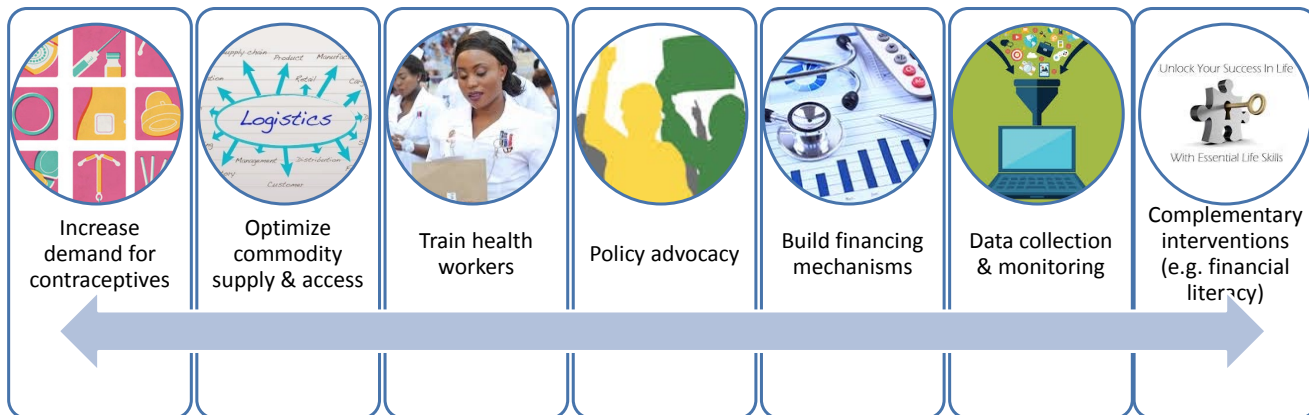 Supply chain
Product
Manufac
Retail
Logistics
Management
Distribution
Customer
Unlock Your Success In Life
With Essential Life Skills
Increase
demand for
contraceptives
Optimize
commodity
supply & access
Train health
workers
Policy advocacy
Build financing
mechanisms
Data collection
& monitoring
Complementary
interventions
(e.g. financial
literacy)